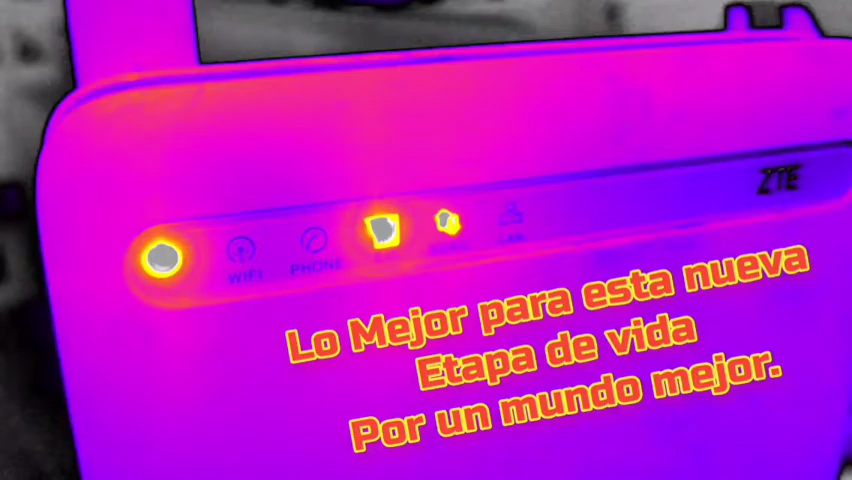 ZTE
WIFI
PHONE
LAN
Lo Mejor para esta nueva
Etapa de vida
Por un mundo mejor.